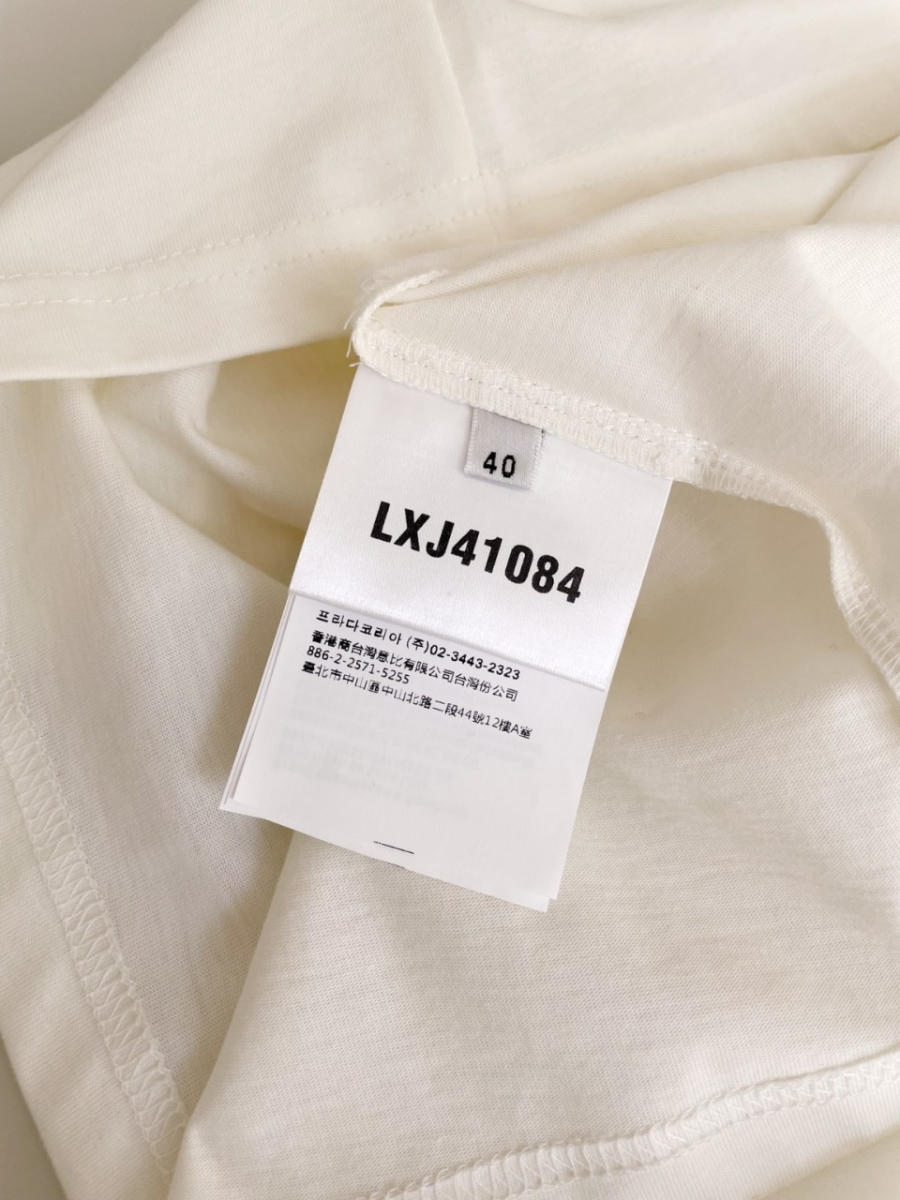 40
LXJ41084
프라다코리아 (주)02-3443-2323
香港商台灣意比有限公司台灣份公司
886-2-2571-5255
臺北市中山區中山北路二段44號12樓A室